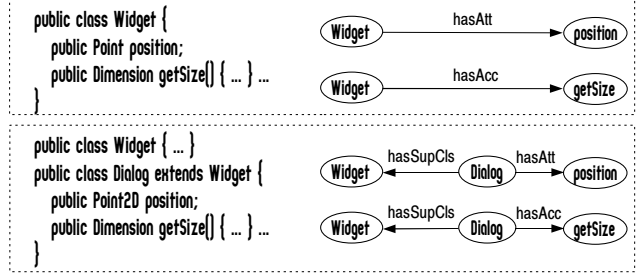 public class Widget {
public Point position;
public Dimension getSize() { ... } ...
}
Widget hasAtt position
Widget hasAcc getSize
public class Widget { ... }
public class Dialog extends Widget {
public Point2D position;
public Dimension getSize() { ... } ...
}
Widget hasSupCls Dialog hasAtt position
Widget hasSupCls Dialog hasAcc getSize